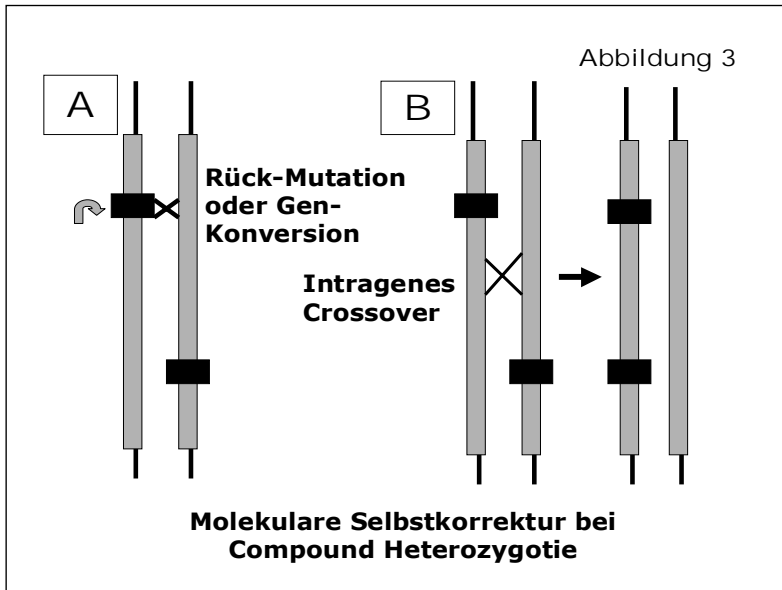 Abbildung 3
A
B
Rück-Mutation
oder Gen-
Konversion
Intragenes
Crossover
Molekulare Selbstkorrektur bei
Compound Heterozygotie